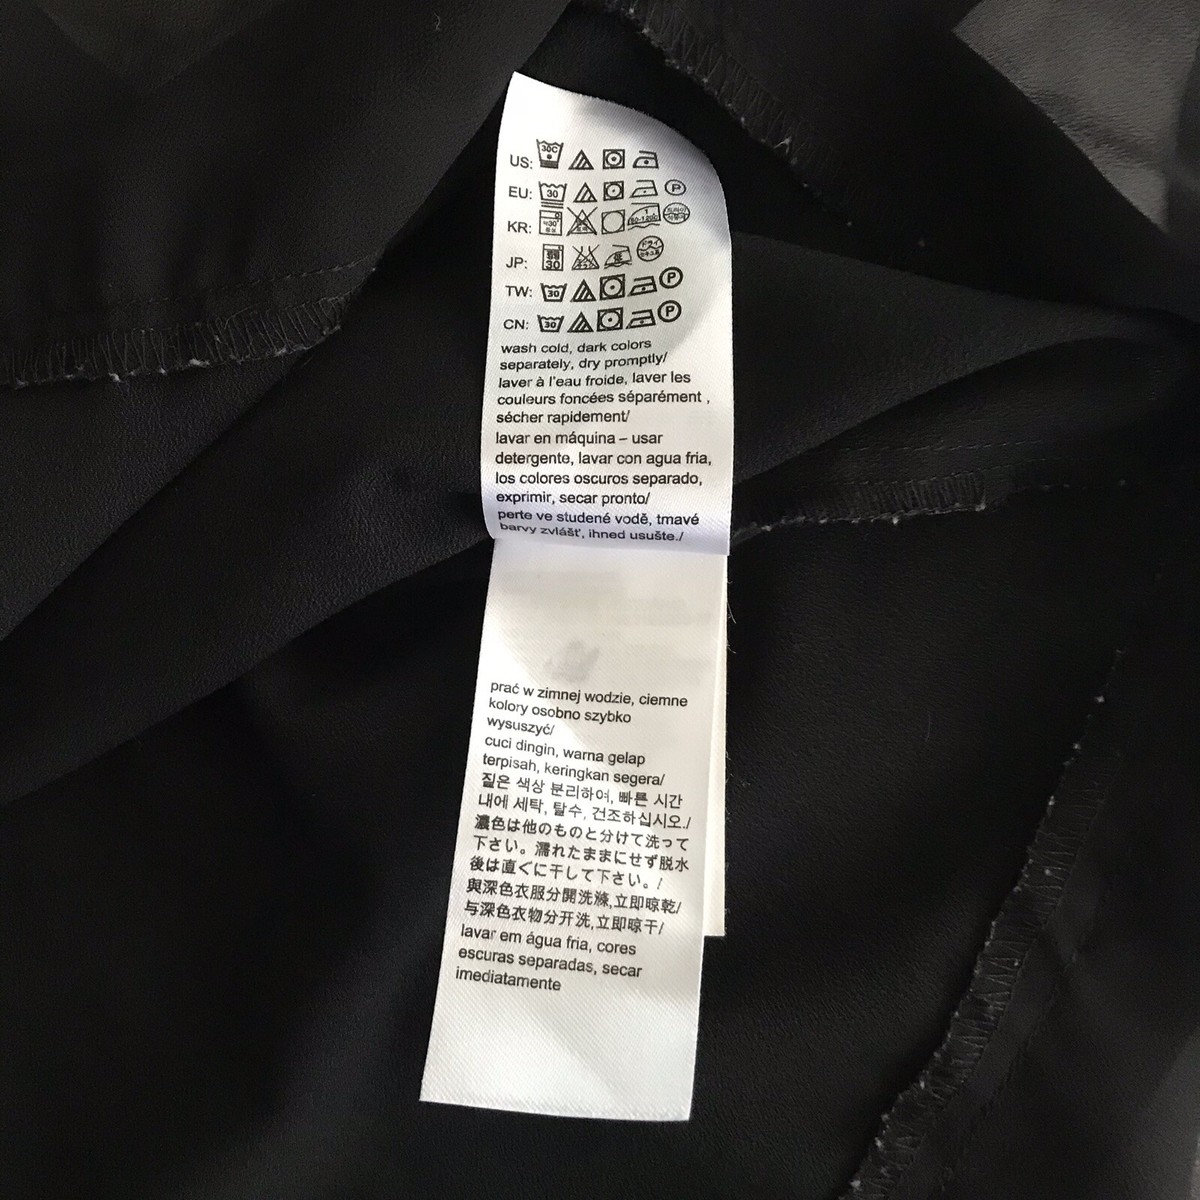 US: 30C
EU: 30 P
KR:
JP: 30
TW: 30 P
CN: 30 P
wash cold, dark colors
separately, dry promptly/
laver à l'eau froide, laver les
couleurs foncées séparément ,
sécher rapidement/
lavar en máquina – usar
detergente, lavar con agua fria,
los colores oscuros separado,
exprimir, secar pronto/
perte ve studené vodě, tmavé
barvy zvlášť, ihned usušte./
prać w zimnej wodzie, ciemne
kolory osobno szybko
wysuszyć/
cuci dingin, warna gelap
terpisah, keringkan segera/
짙은 색상 분리하여, 빠른 시간
내에 세탁, 탈수, 건조하십시오./
濃色は他のものと分けて洗って
下さい。濡れたままにせず脱水
後は直ぐに干して下さい。/
與深色衣服分開洗滌,立即晾乾/
与深色衣物分开洗,立即晾干/
lavar em água fria, cores
escuras separadas, secar
imediatamente